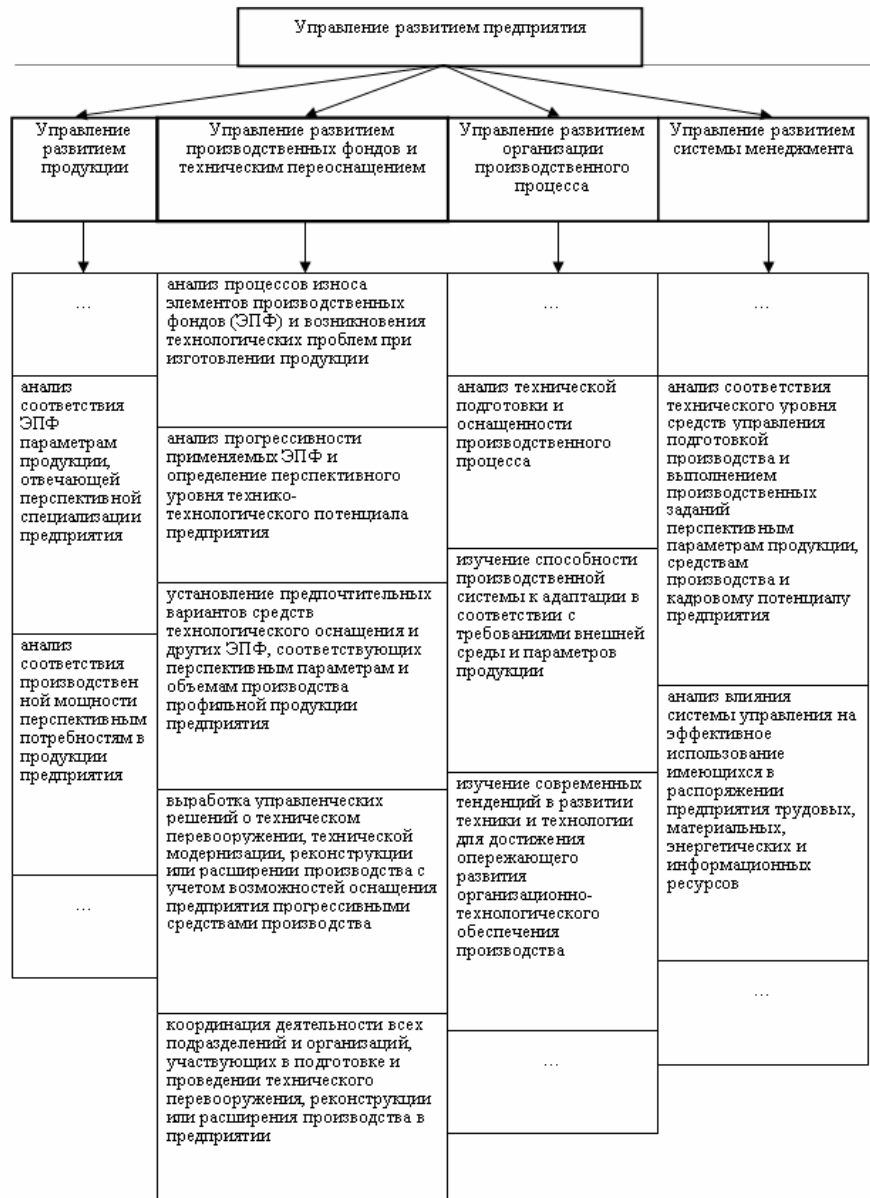 Управление развитием предприятия
Управление
развитием
продукции
Управление развитием
производственных фондов и
техническим переоснащением
Управление развитием
организации
производственного
процесса
Управление развитием
системы менеджмента
...
анализ
соответствия
ЭПФ
параметрам
продукции,
отвечающей
перспективной
специализации
предприятия
анализ
соответствия
производствен
ной мощности
перспективным
потребностям в
продукции
предприятия
...
анализ процессов износа
элементов производственных
фондов (ЭПФ) и возникновения
технологических проблем при
изготовлении продукции
анализ прогрессивности
применяемых ЭПФ и
определение перспективного
уровня технико-
технологического потенциала
предприятия
установление предпочтительных
вариантов средств
технологического оснащения и
других ЭПФ, соответствующих
перспективным параметрам и
объемам производства
профильной продукции
предприятия
выработка управленческих
решений о техническом
перевооружении, технической
модернизации, реконструкции
или расширении производства с
учетом возможностей оснащения
предприятия прогрессивными
средствами производства
координация деятельности всех
подразделений и организаций,
участвующих в подготовке и
проведении технического
перевооружения, реконструкции
или расширения производства в
предприятии
...
анализ технической
подготовки и
оснащенности
производственного
процесса
изучение способности
производственной
системы к адаптации в
соответствии с
требованиями внешней
среды и параметров
продукции
изучение современных
тенденций в развитии
техники и технологии
для достижения
опережающего
развития
организационно-
технологического
обеспечения
производства
...
...
анализ соответствия
технического уровня
средств управления
подготовкой
производства и
выполнением
производственных
заданий
перспективным
параметрам продукции,
средствам
производства и
кадровому потенциалу
предприятия
анализ влияния
системы управления на
эффективное
использование
имеющихся в
распоряжении
предприятия трудовых,
материальных,
энергетических и
информационных
ресурсов
...